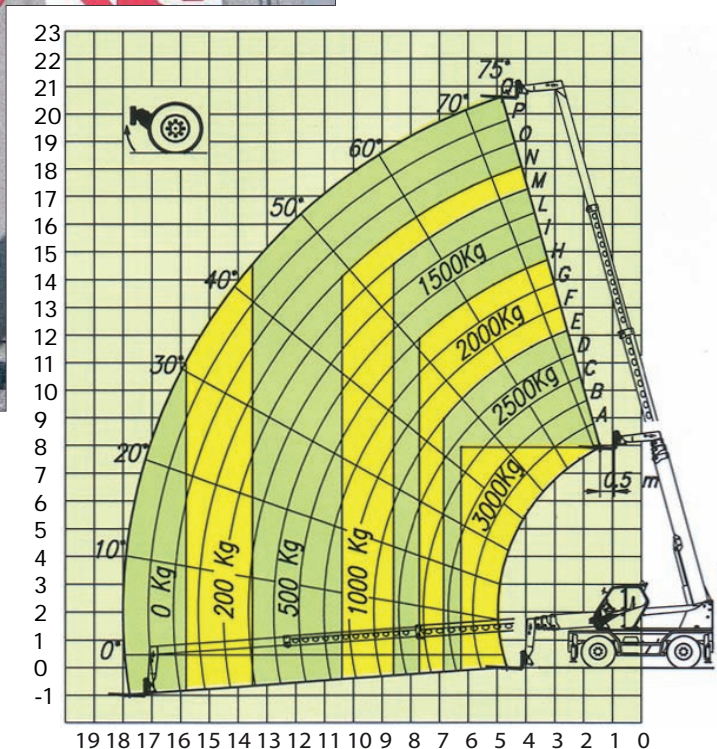 23
22
21
20
19
18
17
16
15
14
13
12
11
10
9
8
7
6
5
4
3
2
1
0
-1
75°
70°
60°
50°
40°
30°
20°
10°
0°
Q
P
O
N
M
L
I
H
G
F
E
D
C
B
A
1500Kg
2000Kg
2500Kg
3000Kg
0.5 m
0 Kg
200 Kg
500 Kg
1000 Kg
19 18 17 16 15 14 13 12 11 10 9 8 7 6 5 4 3 2 1 0